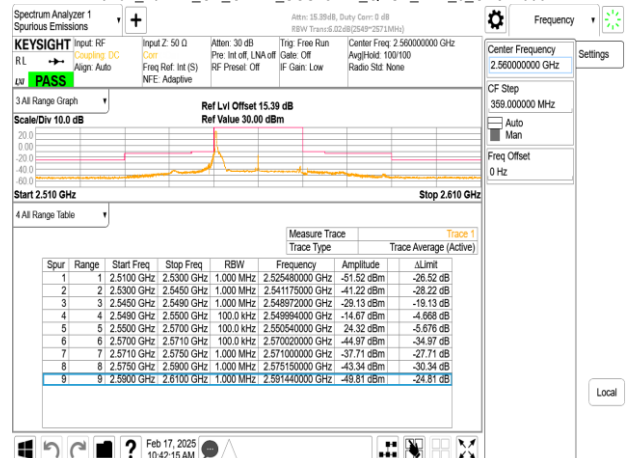 Spectrum Analyzer 1
Spurious Emissions
Attn: 15.39dB, Duty Corr: 0 dB
RBW Trans:6.02dB(2549~2571MHz)
Frequency
KEYSIGHT Input: RF Input Z: 50 Ω Atten: 30 dB Trig: Free Run Center Freq: 2.560000000 GHz
RL Coupling: DC Corr Pre: Int off, LNA off Gate: Off Avg|Hold: 100/100
Align: Auto Freq Ref: Int (S) RF Preset: Off IF Gain: Low Radio Std: None
PASS NFE: Adaptive
Center Frequency
2.560000000 GHz
Settings
CF Step
359.000000 MHz
Auto
Man
Freq Offset
0 Hz
3 All Range Graph
Ref Lvl Offset 15.39 dB
Scale/Div 10.0 dB Ref Value 30.00 dBm
20.0
0.00
-20.0
-40.0
-60.0
Start 2.510 GHz Stop 2.610 GHz
4 All Range Table
Measure Trace Trace 1
Trace Type Trace Average (Active)
Spur Range Start Freq Stop Freq RBW Frequency Amplitude ΔLimit
1 1 2.5100 GHz 2.5300 GHz 1.000 MHz 2.525480000 GHz -51.52 dBm -26.52 dB
2 2 2.5300 GHz 2.5450 GHz 1.000 MHz 2.541175000 GHz -41.22 dBm -28.22 dB
3 3 2.5450 GHz 2.5490 GHz 1.000 MHz 2.548972000 GHz -29.13 dBm -19.13 dB
4 4 2.5490 GHz 2.5500 GHz 100.0 kHz 2.549994000 GHz -14.67 dBm -4.668 dB
5 5 2.5500 GHz 2.5700 GHz 100.0 kHz 2.550540000 GHz 24.32 dBm -5.676 dB
6 6 2.5700 GHz 2.5710 GHz 100.0 kHz 2.570020000 GHz -44.97 dBm -34.97 dB
7 7 2.5710 GHz 2.5750 GHz 1.000 MHz 2.571000000 GHz -37.71 dBm -27.71 dB
8 8 2.5750 GHz 2.5900 GHz 1.000 MHz 2.575150000 GHz -43.34 dBm -30.34 dB
9 9 2.5900 GHz 2.6100 GHz 1.000 MHz 2.591440000 GHz -49.81 dBm -24.81 dB
Local
Feb 17, 2025
10:42:15 AM